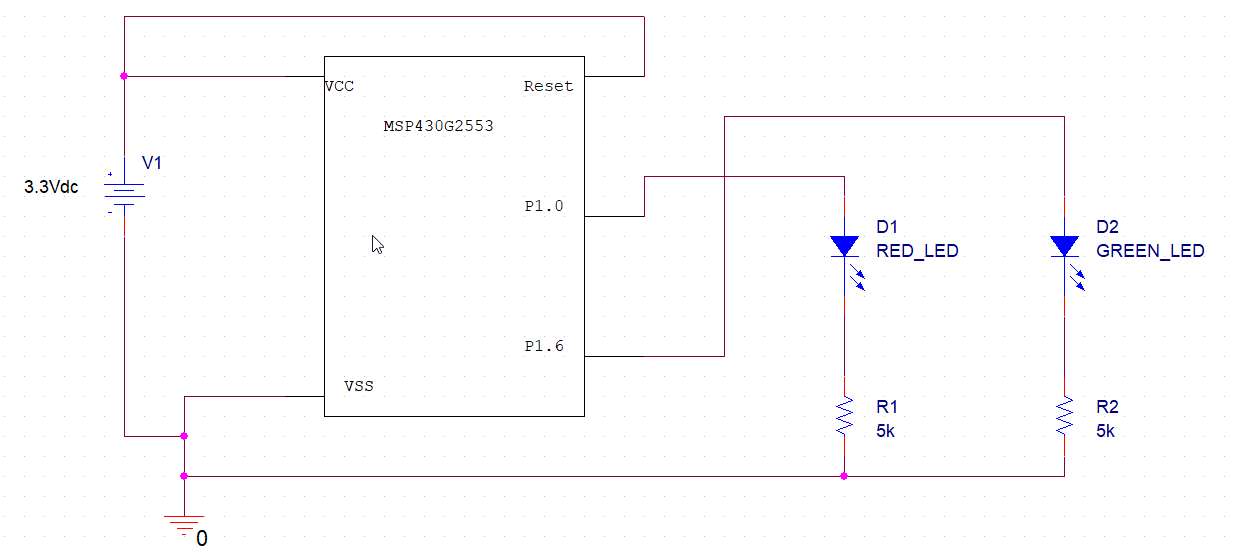 VCC
Reset
MSP430G2553
V1
3.3Vdc
+
-
P1.0
D1
RED_LED
D2
GREEN_LED
P1.6
VSS
R1
5k
R2
5k
0